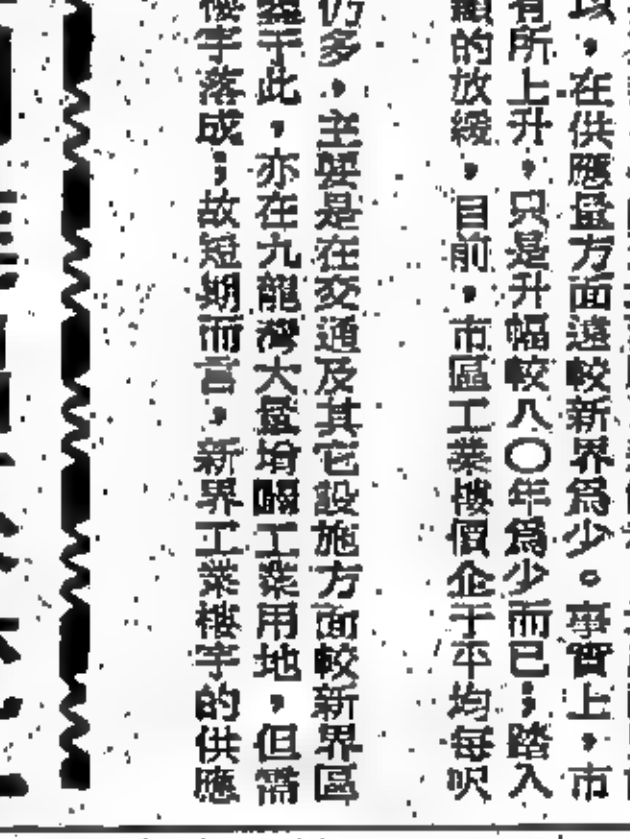 ，在供應量方面遠較新界爲少。事實上，市
有所上升，只是升幅較八〇年爲少而已；踏入
顯的放緩，目前，市區工業樓價企于平均每呎
仍多，主要是在交通及其它設施方面較新界區
于此，亦在九龍灣大量增闢工業用地，但需
樓宇落成；故短期而言，新界工業樓宇的供應